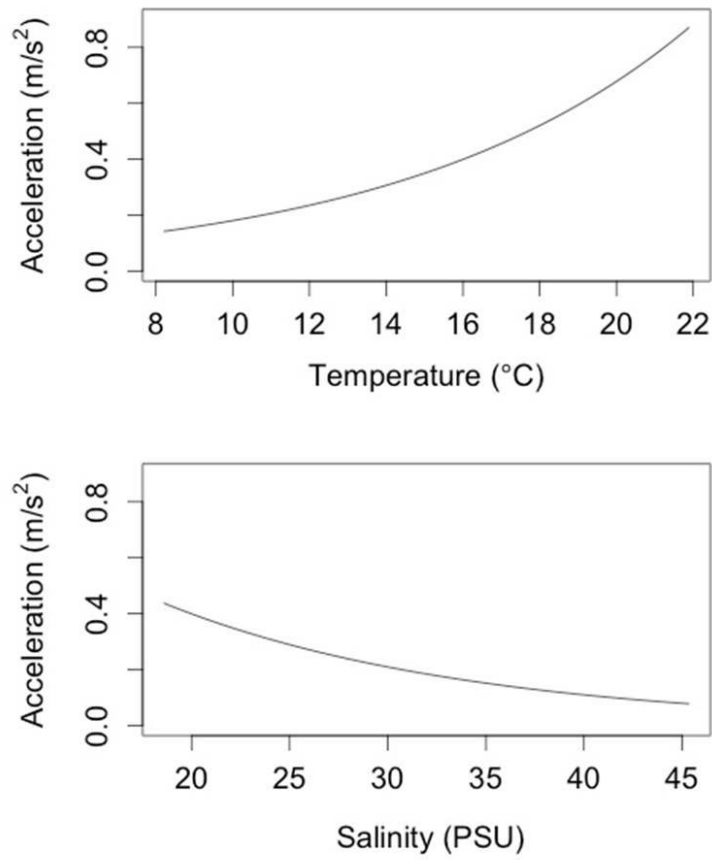 Acceleration (m/s²)
0.8
0.4
0.0
8 10 12 14 16 18 20 22
Temperature (°C)
Acceleration (m/s²)
0.8
0.4
0.0
20 25 30 35 40 45
Salinity (PSU)